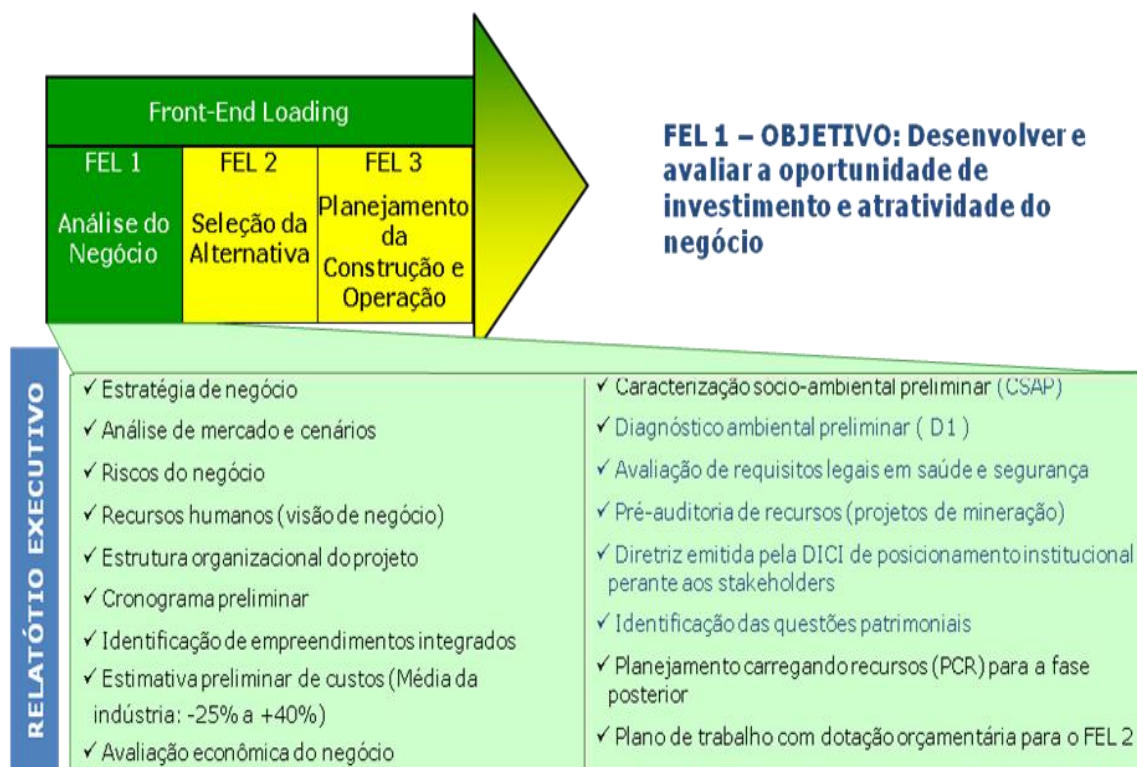 Front-End Loading
FEL 1
Análise do
Negócio
FEL 2
Seleção da
Alternativa
FEL 3
Planejamento
da
Construção e
Operação
FEL 1 – OBJETIVO: Desenvolver e
avaliar a oportunidade de
investimento e atratividade do
negócio
RELATÓTIO EXECUTIVO
✓ Estratégia de negócio
✓ Análise de mercado e cenários
✓ Riscos do negócio
✓ Recursos humanos (visão de negócio)
✓ Estrutura organizacional do projeto
✓ Cronograma preliminar
✓ Identificação de empreendimentos integrados
✓ Estimativa preliminar de custos (Média da
indústria: -25% a +40%)
✓ Avaliação econômica do negócio
✓ Caracterização socio-ambiental preliminar (CSAP)
✓ Diagnóstico ambiental preliminar ( D1 )
✓ Avaliação de requisitos legais em saúde e segurança
✓ Pré-auditoria de recursos (projetos de mineração)
✓ Diretriz emitida pela DICI de posicionamento institucional
perante aos stakeholders
✓ Identificação das questões patrimoniais
✓ Planejamento carregando recursos (PCR) para a fase
posterior
✓ Plano de trabalho com dotação orçamentária para o FEL 2